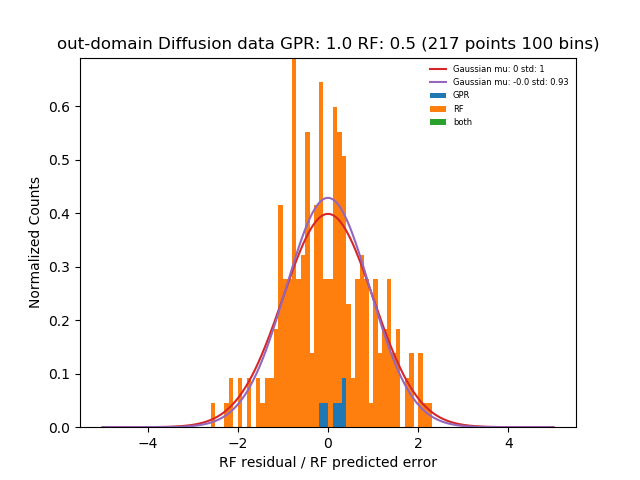 out-domain Diffusion data GPR: 1.0 RF: 0.5 (217 points 100 bins)
Gaussian mu: 0 std: 1
Gaussian mu: -0.0 std: 0.93
GPR
RF
both
Normalized Counts
0.6
0.5
0.4
0.3
0.2
0.1
0.0
−4 −2 0 2 4
RF residual / RF predicted error